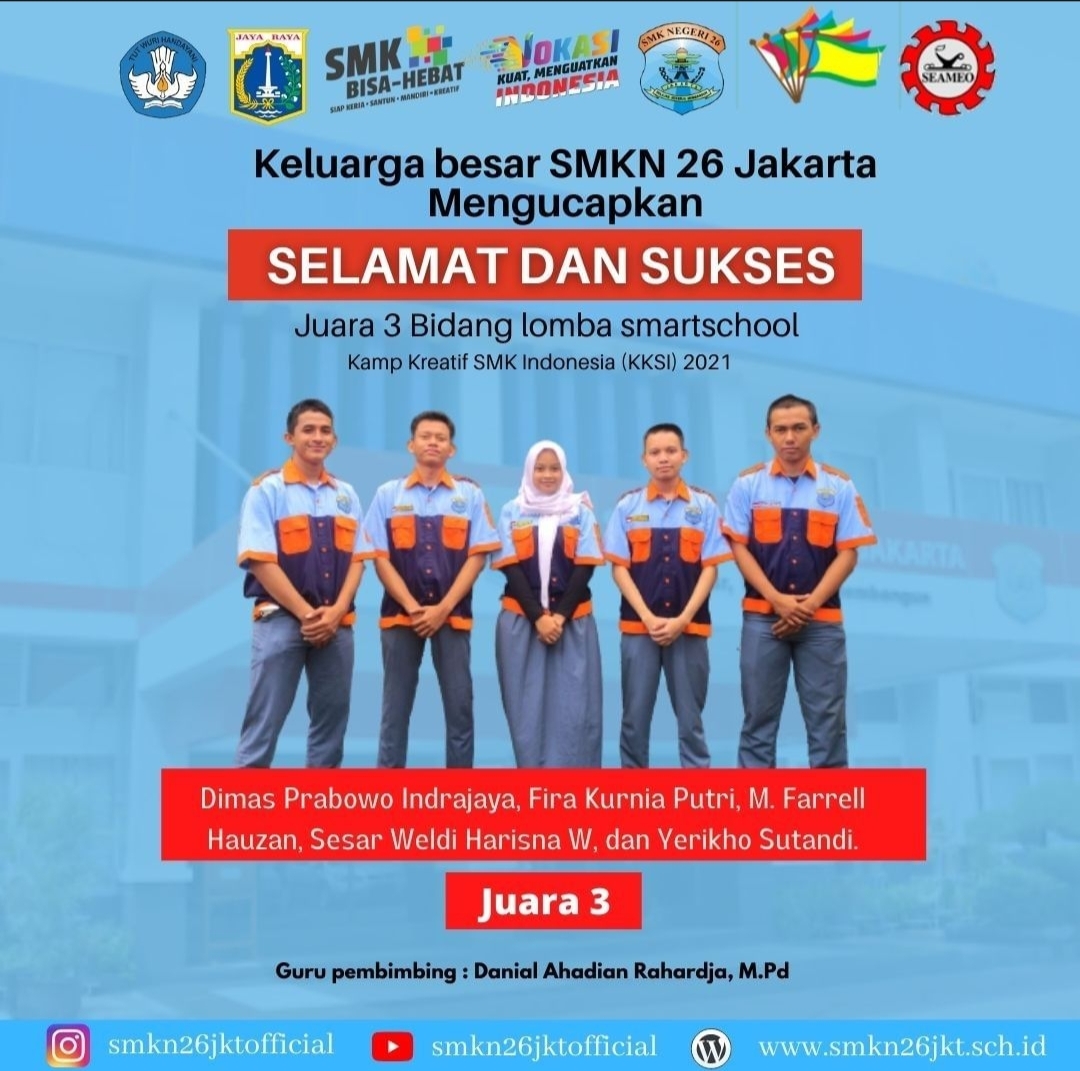 TUT WURI HANDAYANI
JAYA RAYA
SMK
BISA-HEBAT
SIAP KERJA • SANTUN • MANDIRI • KREATIF
VOKASI
KUAT, MENGUATKAN
INDONESIA
SMK NEGERI 26
SEAMEO
Keluarga besar SMKN 26 Jakarta
Mengucapkan
SELAMAT DAN SUKSES
Juara 3 Bidang lomba smartschool
Kamp Kreatif SMK Indonesia (KKSI) 2021
AKARTA
Dimas Prabowo Indrajaya, Fira Kurnia Putri, M. Farrell
Hauzan, Sesar Weldi Harisna W, dan Yerikho Sutandi.
Juara 3
Guru pembimbing : Danial Ahadian Rahardja, M.Pd
smkn26jktofficial
smkn26jktofficial
www.smkn26jkt.sch.id